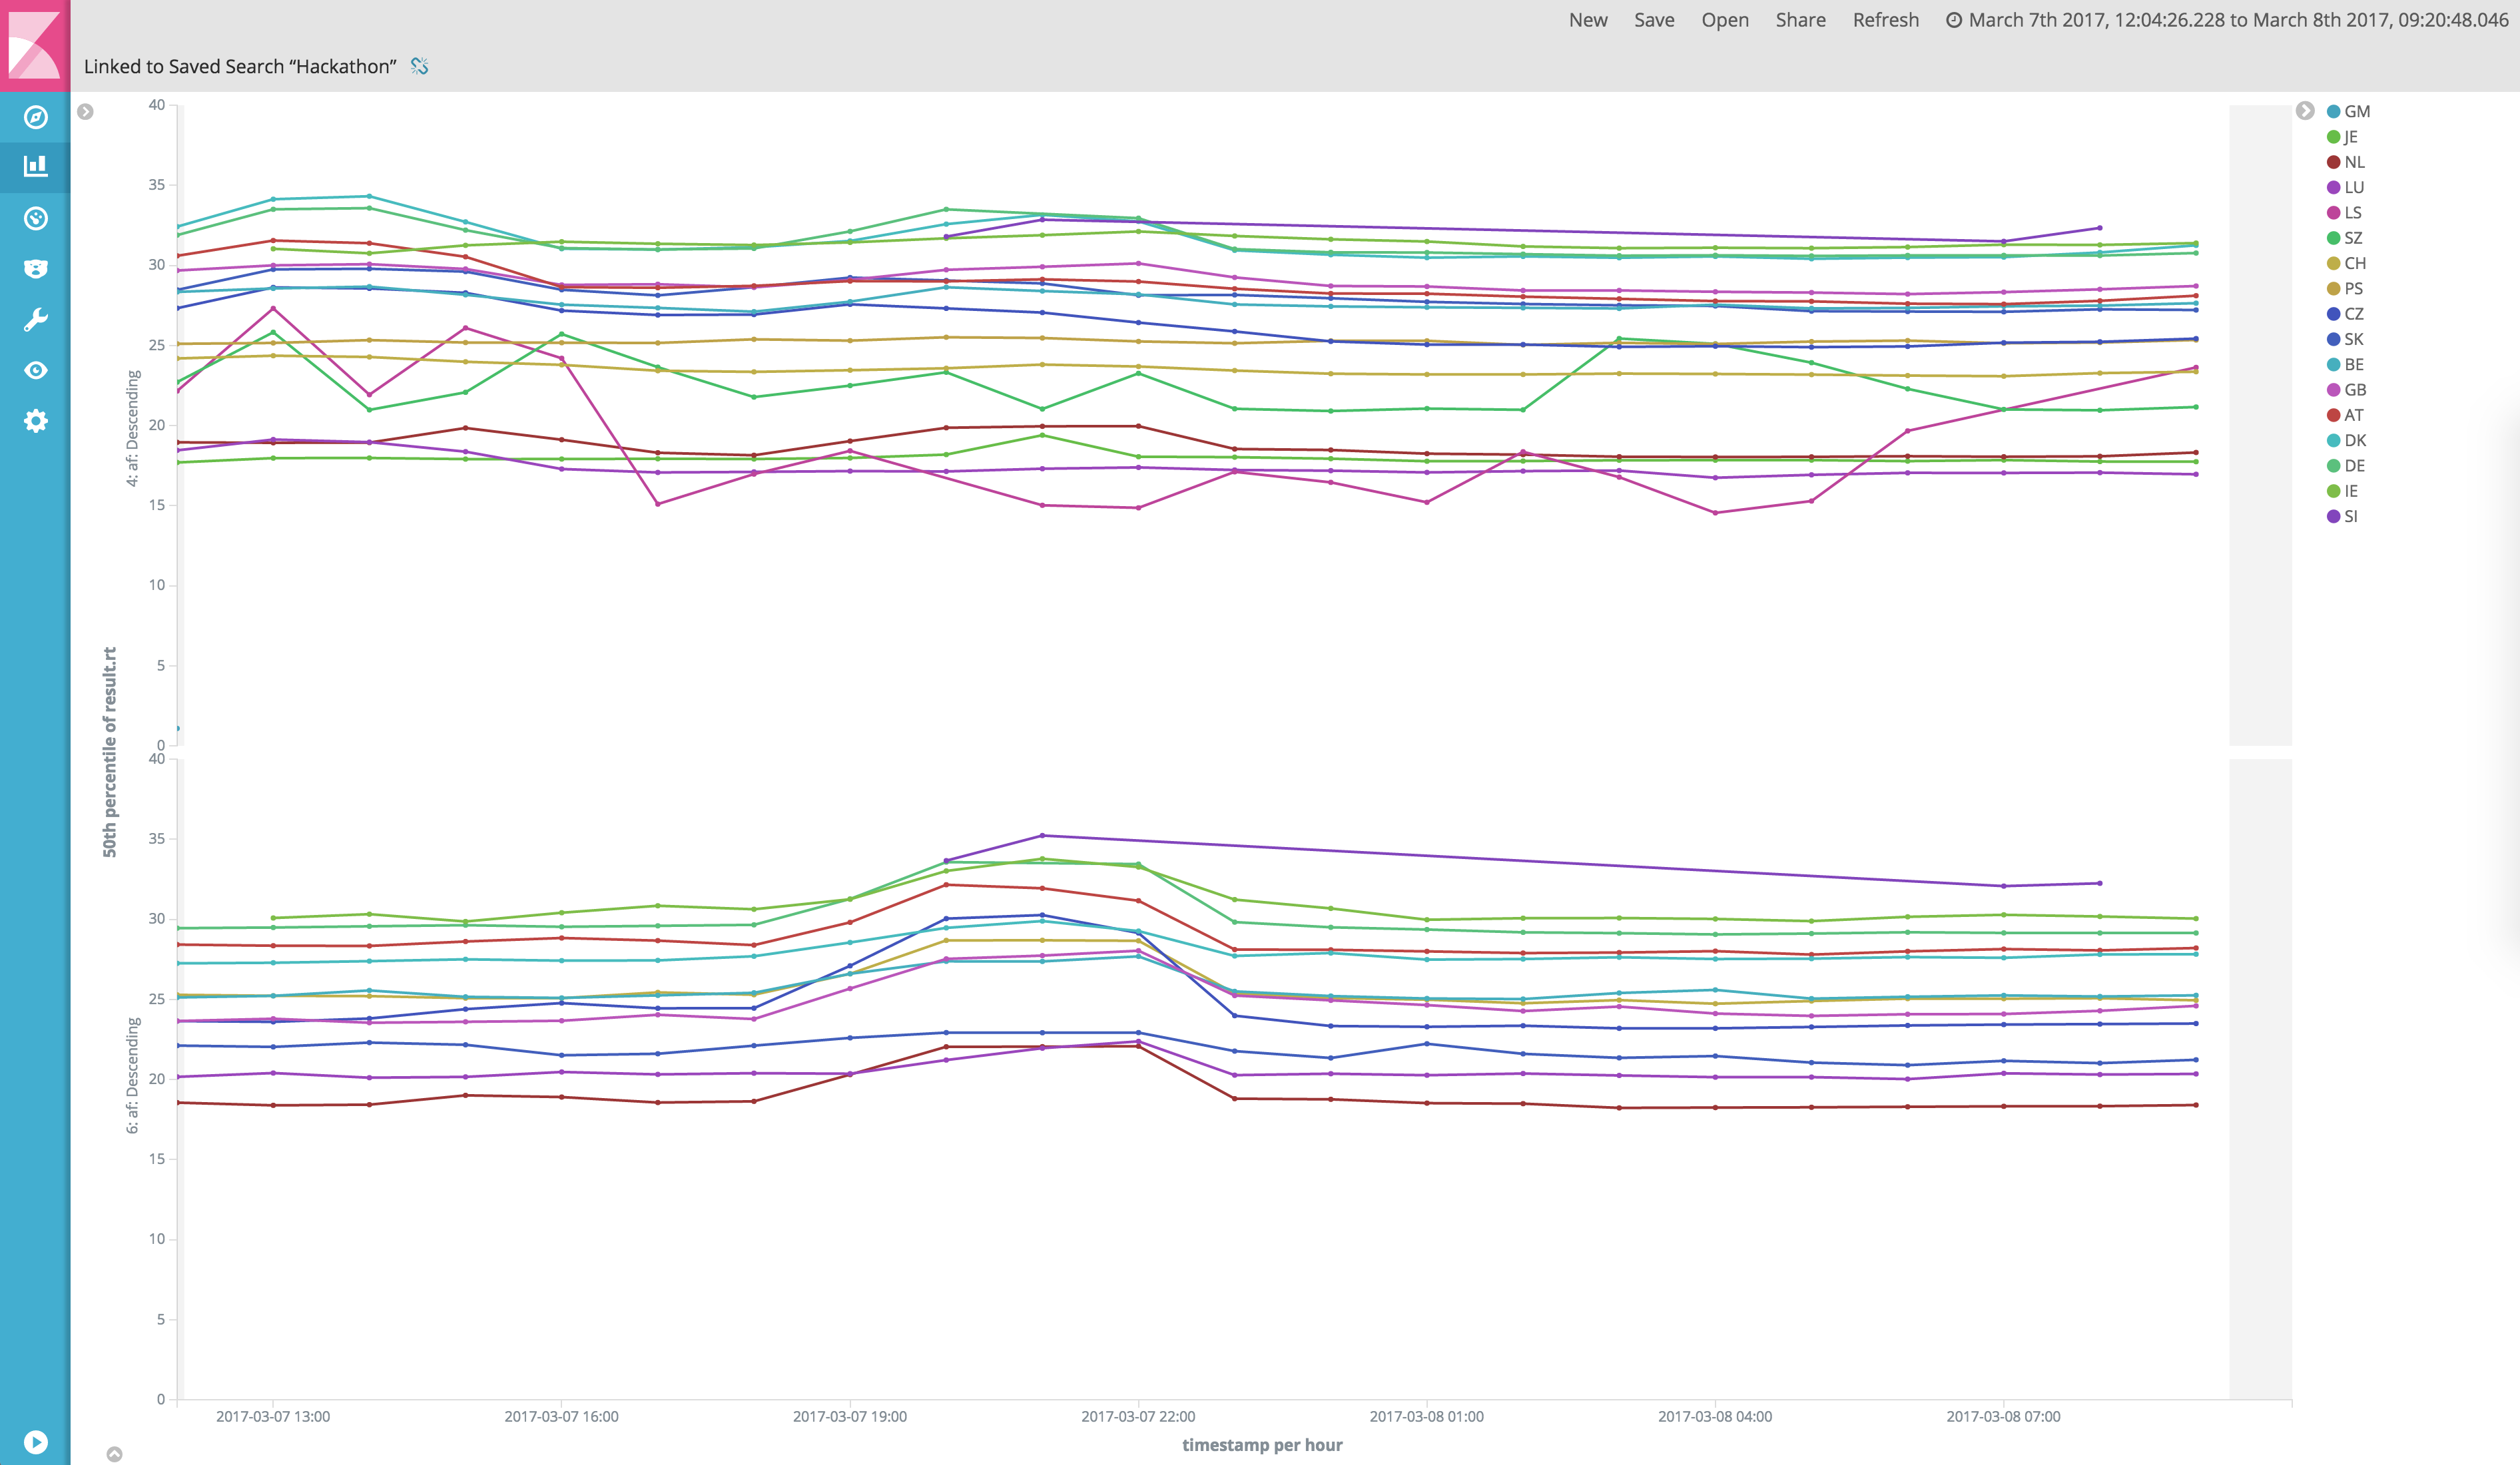 New Save Open Share Refresh March 7th 2017, 12:04:26.228 to March 8th 2017, 09:20:48.046
Linked to Saved Search “Hackathon”
40
35
30
25
20
15
10
5
0
4: af: Descending
50th percentile of result.rt
40
35
30
25
20
15
10
5
0
6: af: Descending
2017-03-07 13:00 2017-03-07 16:00 2017-03-07 19:00 2017-03-07 22:00 2017-03-08 01:00 2017-03-08 04:00 2017-03-08 07:00
timestamp per hour
GM
JE
NL
LU
LS
SZ
CH
PS
CZ
SK
BE
GB
AT
DK
DE
IE
SI